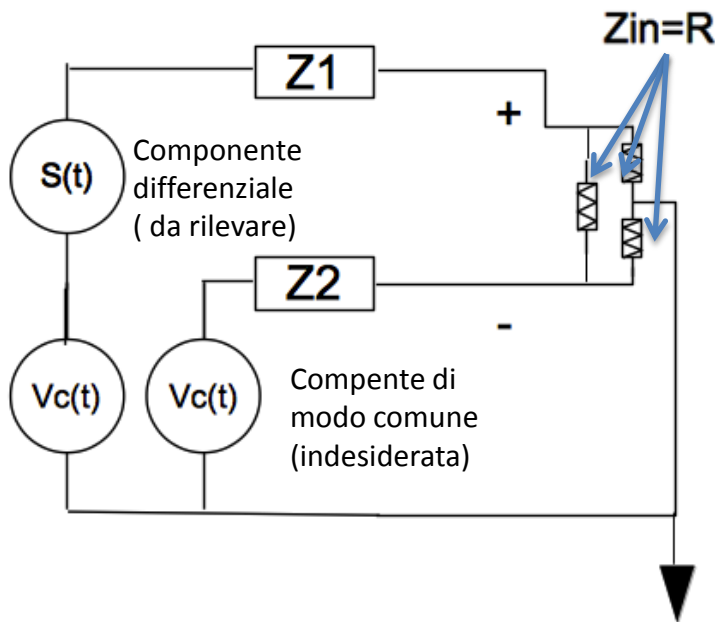 Zin=R
Z1
+
S(t)
Componente
differenziale
( da rilevare)
Z2
-
Vc(t)
Vc(t)
Compente di
modo comune
(indesiderata)